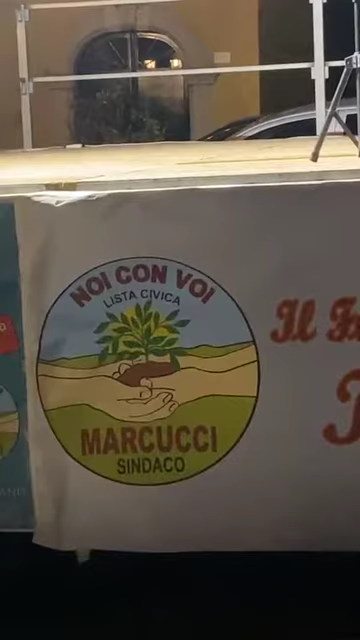 NOI CON VOI
LISTA CIVICA
MARCUCCI
SINDACO
Il